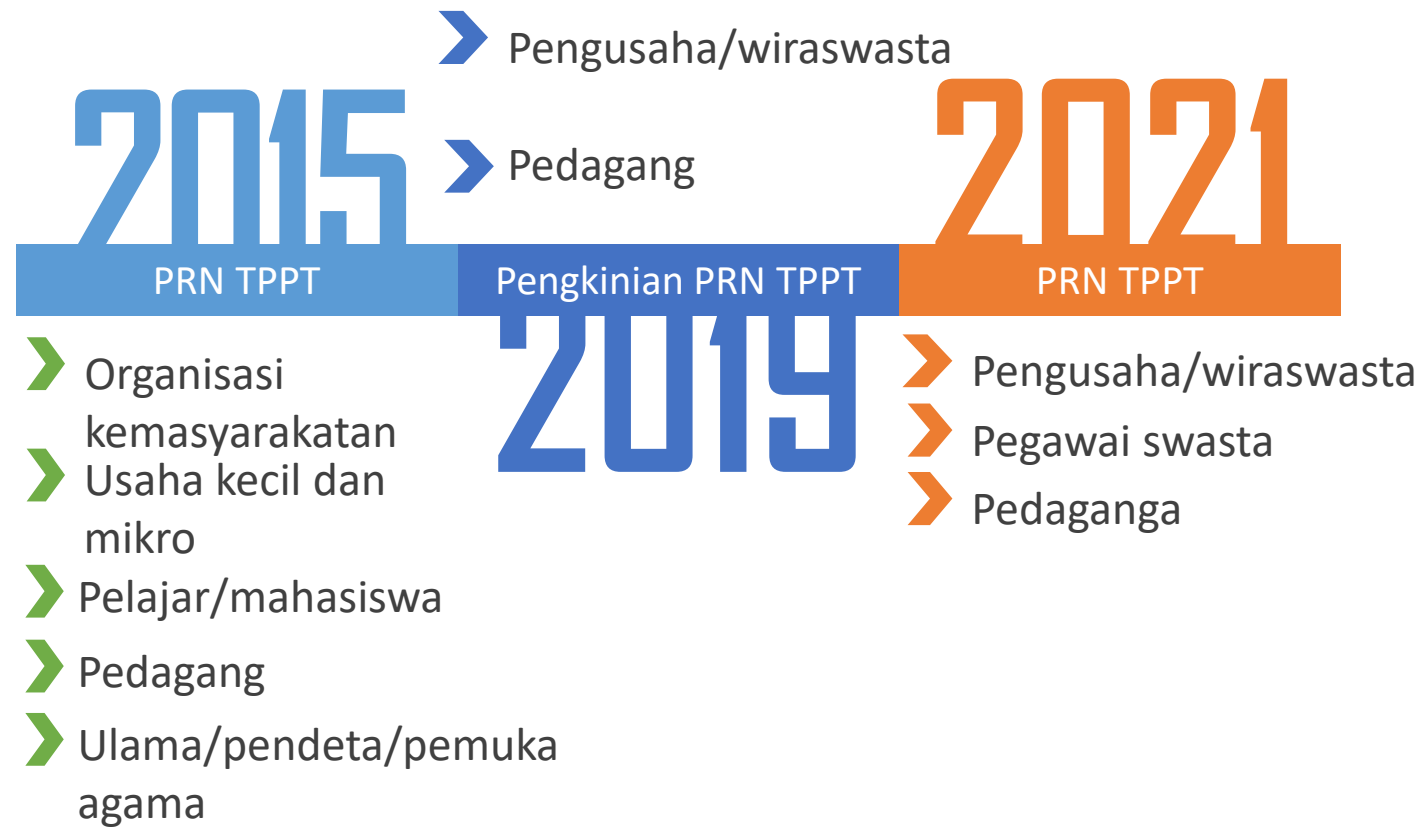 2015
PRN TPPT
Organisasi
kemasyarakatan
Usaha kecil dan
mikro
Pelajar/mahasiswa
Pedagang
Ulama/pendeta/pemuka
agama
Pengusaha/wiraswasta
Pedagang
Pengkinian PRN TPPT
2019
2021
PRN TPPT
Pengusaha/wiraswasta
Pegawai swasta
Pedaganga